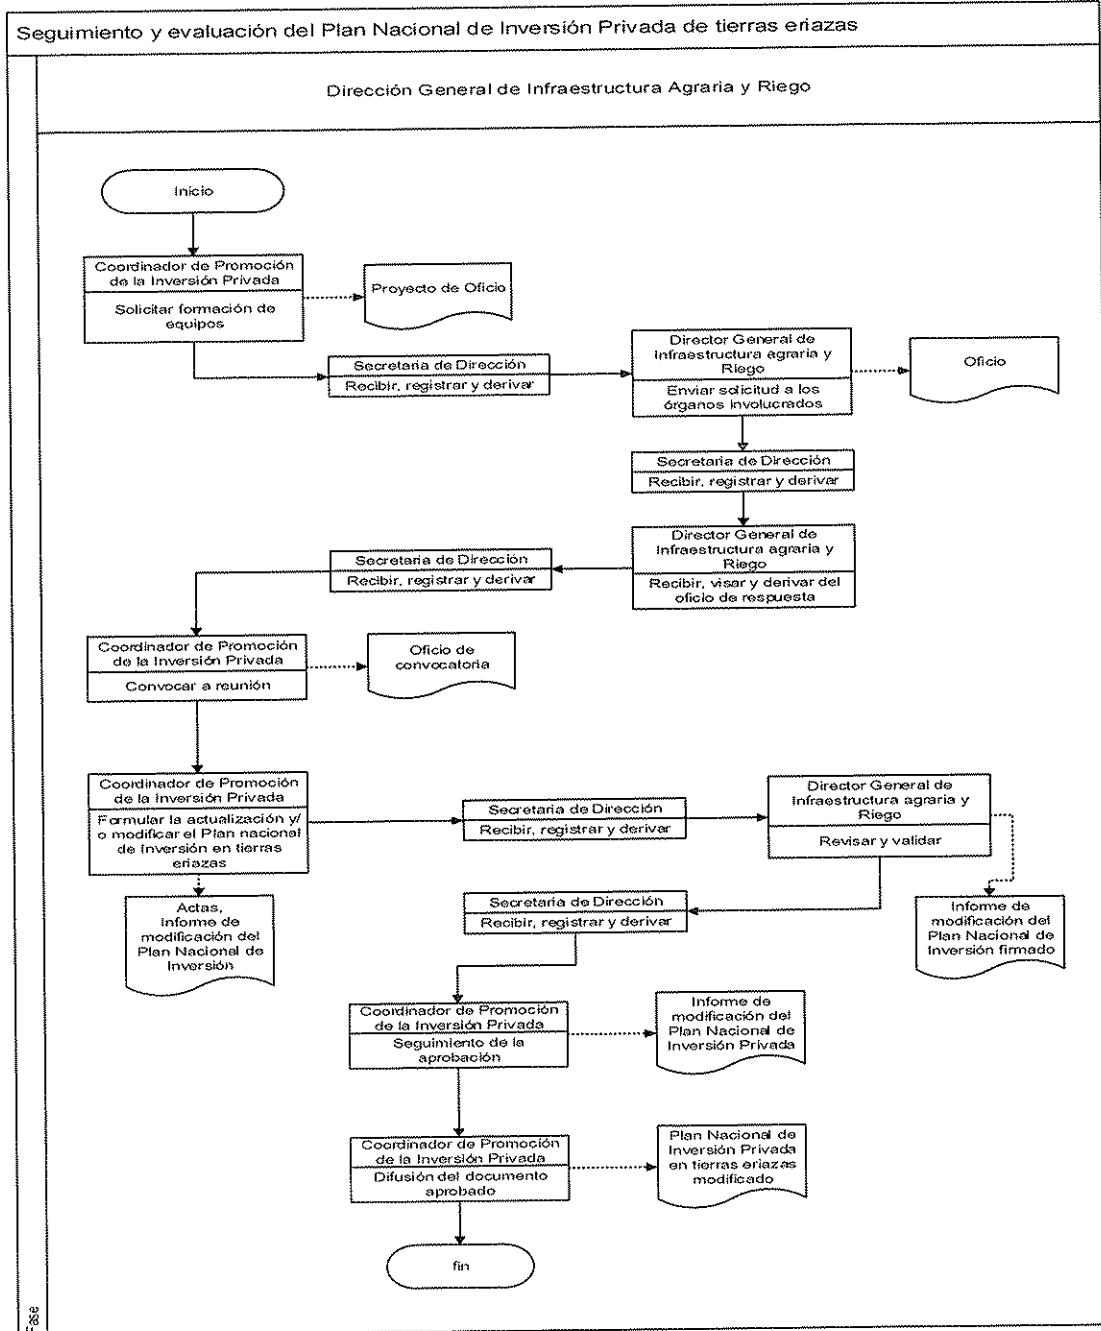 Seguimiento y evaluación del Plan Nacional de Inversión Privada de tierras eriazas
Dirección General de Infraestructura Agraria y Riego
Inicio
Coordinador de Promoción
de la Inversión Privada
Solicitar formación de
equipos
Proyecto de Oficio
Secretaria de Dirección
Recibir, registrar y derivar
Director General de
Infraestructura agraria y
Riego
Enviar solicitud a los
órganos involucrados
Oficio
Secretaria de Dirección
Recibir, registrar y derivar
Director General de
Infraestructura agraria y
Riego
Recibir, visar y derivar del
oficio de respuesta
Secretaria de Dirección
Recibir, registrar y derivar
Coordinador de Promoción
de la Inversión Privada
Convocar a reunión
Oficio de
convocatoria
Coordinador de Promoción
de la Inversión Privada
Formular la actualización y/
o modificar el Plan nacional
de Inversión en tierras
eriazas
Secretaria de Dirección
Recibir, registrar y derivar
Director General de
Infraestructura agraria y
Riego
Revisar y validar
Actas,
Informe de
modificación del
Plan Nacional de
Inversión
Secretaria de Dirección
Recibir, registrar y derivar
Informe de
modificación del
Plan Nacional de
Inversión firmado
Coordinador de Promoción
de la Inversión Privada
Seguimiento de la
aprobación
Informe de
modificación del
Plan Nacional de
Inversión Privada
Coordinador de Promoción
de la Inversión Privada
Difusión del documento
aprobado
Plan Nacional de
Inversión Privada
en tierras eriazas
modificado
fin
Fase